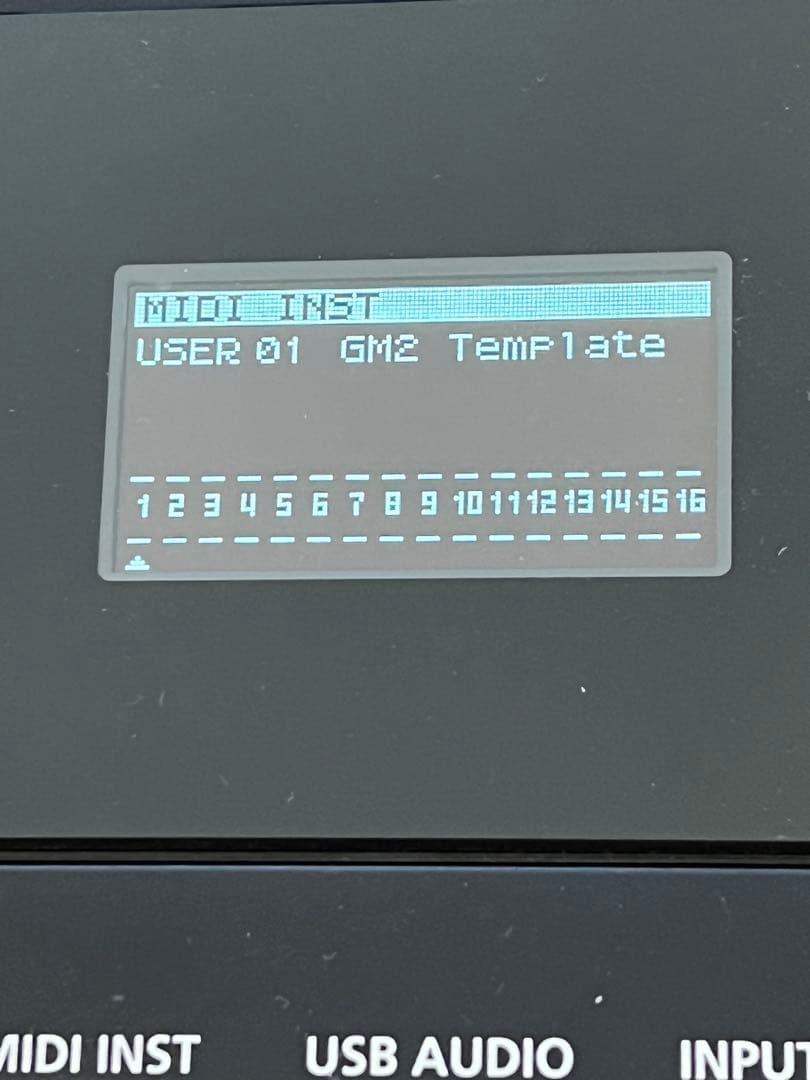 MIDI INST
USER 01 GM2 Template
1 2 3 4 5 6 7 8 9 10 11 12 13 14 15 16
MIDI INST USB AUDIO INPUT